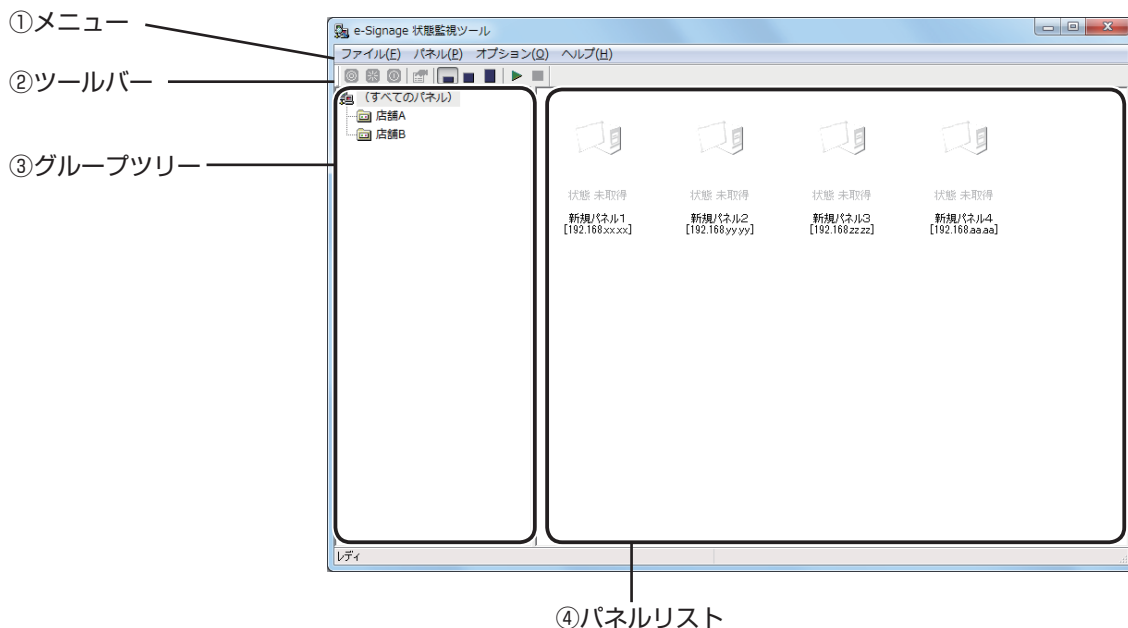 ①メニュー
②ツールバー
③グループツリー
e-Signage 状態監視ツール
ファイル(F) パネル(P) オプション(O) ヘルプ(H)
(すべてのパネル)
店舗A
店舗B
状態 未取得 状態 未取得 状態 未取得 状態 未取得
新規パネル1 新規パネル2 新規パネル3 新規パネル4
[192.168.xx.xx] [192.168.yy.yy] [192.168.zz.zz] [192.168.aa.aa]
レディ
④パネルリスト